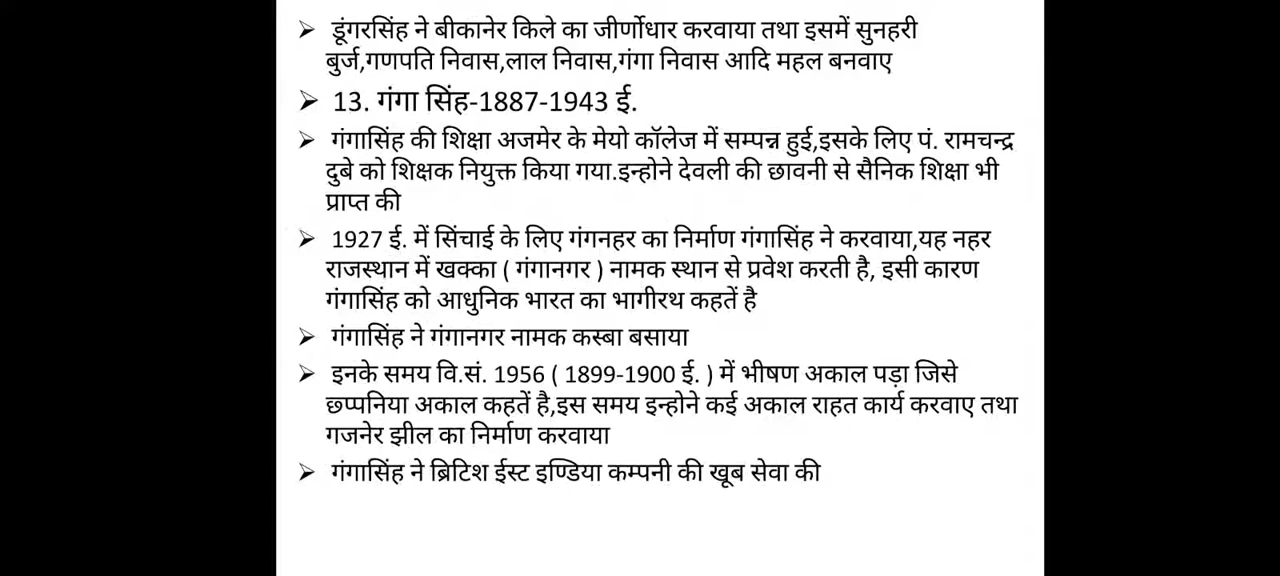 ➢ डूंगरसिंह ने बीकानेर किले का जीर्णोधार करवाया तथा इसमें सुनहरी
बुर्ज,गणपति निवास,लाल निवास,गंगा निवास आदि महल बनवाए
➢ 13. गंगा सिंह-1887-1943 ई.
➢ गंगासिंह की शिक्षा अजमेर के मेयो कॉलेज में सम्पन्न हुई,इसके लिए पं. रामचन्द्र
दुबे को शिक्षक नियुक्त किया गया.इन्होने देवली की छावनी से सैनिक शिक्षा भी
प्राप्त की
➢ 1927 ई. में सिंचाई के लिए गंगनहर का निर्माण गंगासिंह ने करवाया,यह नहर
राजस्थान में खक्का ( गंगानगर ) नामक स्थान से प्रवेश करती है, इसी कारण
गंगासिंह को आधुनिक भारत का भागीरथ कहतें है
➢ गंगासिंह ने गंगानगर नामक कस्बा बसाया
➢ इनके समय वि.सं. 1956 ( 1899-1900 ई. ) में भीषण अकाल पड़ा जिसे
छप्पनिया अकाल कहतें है,इस समय इन्होने कई अकाल राहत कार्य करवाए तथा
गजनेर झील का निर्माण करवाया
➢ गंगासिंह ने ब्रिटिश ईस्ट इण्डिया कम्पनी की खूब सेवा की